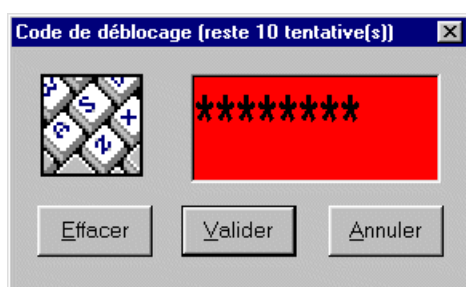 Code de déblocage (reste 10 tentative(s))
********
Effacer Valider Annuler